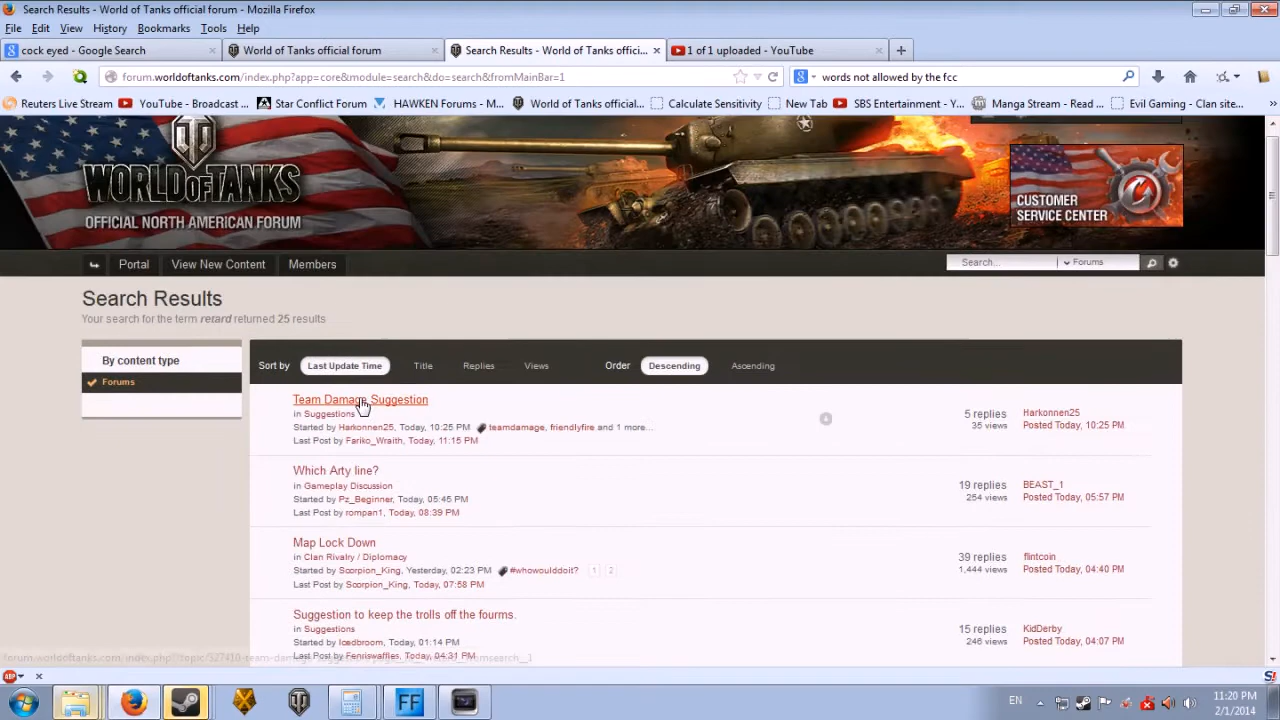 Search Results - World of Tanks official forum - Mozilla Firefox
File Edit View History Bookmarks Tools Help
cock eyed - Google Search
World of Tanks official forum
Search Results - World of Tanks offici...
1 of 1 uploaded - YouTube
forum.worldoftanks.com/index.php?app=core&module=search&do=search&fromMainBar=1
words not allowed by the fcc
Reuters Live Stream YouTube - Broadcast ... Star Conflict Forum HAWKEN Forums - M... World of Tanks official... Calculate Sensitivity New Tab SBS Entertainment - Y... Manga Stream - Read ... Evil Gaming - Clan site...
WORLD OF TANKS
OFFICIAL NORTH AMERICAN FORUM
CUSTOMER
SERVICE CENTER
Portal View New Content Members
Search... Forums
Search Results
Your search for the term retard returned 25 results
By content type
Forums
Sort by Last Update Time Title Replies Views Order Descending Ascending
Team Damage Suggestion
in Suggestions
Started by Harkonnen25, Today, 10:25 PM teamdamage, friendlyfire and 1 more...
Last Post by Fariko_Wraith, Today, 11:15 PM
5 replies
35 views
Harkonnen25
Posted Today, 10:25 PM
Which Arty line?
in Gameplay Discussion
Started by Pz_Beginner, Today, 05:45 PM
Last Post by rompan1, Today, 08:39 PM
19 replies
254 views
BEAST_1
Posted Today, 05:57 PM
Map Lock Down
in Clan Rivalry / Diplomacy
Started by Scorpion_King, Yesterday, 02:23 PM #whowoulddoit? 1 2
Last Post by Scorpion_King, Today, 07:58 PM
39 replies
1,444 views
flintcoin
Posted Today, 04:40 PM
Suggestion to keep the trolls off the fourms.
in Suggestions
Started by Icedbroom, Today, 01:14 PM
Last Post by Fenriswaffles, Today, 04:31 PM
15 replies
246 views
KidDerby
Posted Today, 04:07 PM
ABP
FF
EN
11:20 PM
2/1/2014